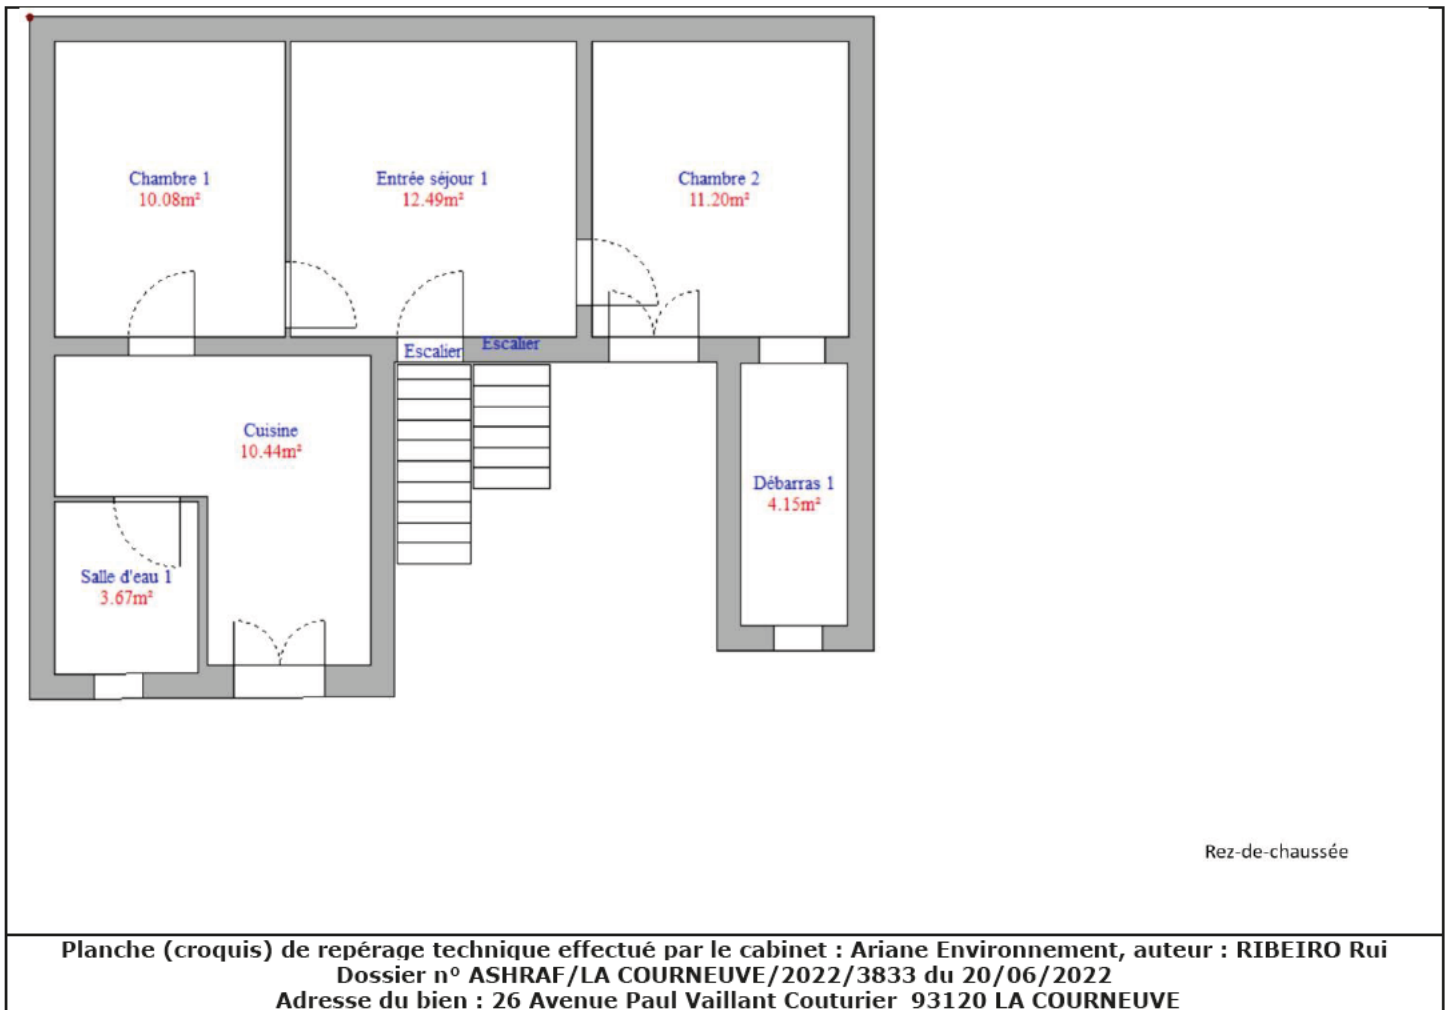 Chambre 1
10.08m²
Entrée séjour 1
12.49m²
Chambre 2
11.20m²
Escalier
Escalier
Cuisine
10.44m²
Débarras 1
4.15m²
Salle d'eau 1
3.67m²
Rez-de-chaussée
Planche (croquis) de repérage technique effectué par le cabinet : Ariane Environnement, auteur : RIBEIRO Rui
Dossier nº ASHRAF/LA COURNEUVE/2022/3833 du 20/06/2022
Adresse du bien : 26 Avenue Paul Vaillant Couturier 93120 LA COURNEUVE